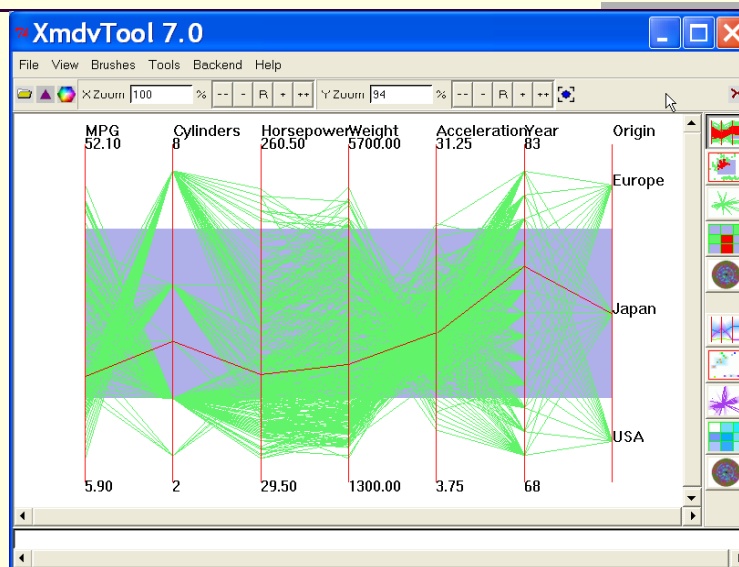 XmdvTool 7.0
File View Brushes Tools Backend Help
X Zoom 100 % -- - R + ++ Y Zoom 94 % -- - R + ++
MPG Cylinders Horsepower Weight Acceleration Year Origin
52.10 8 260.50 5700.00 31.25 83
Europe
Japan
USA
5.90 2 29.50 1300.00 3.75 68